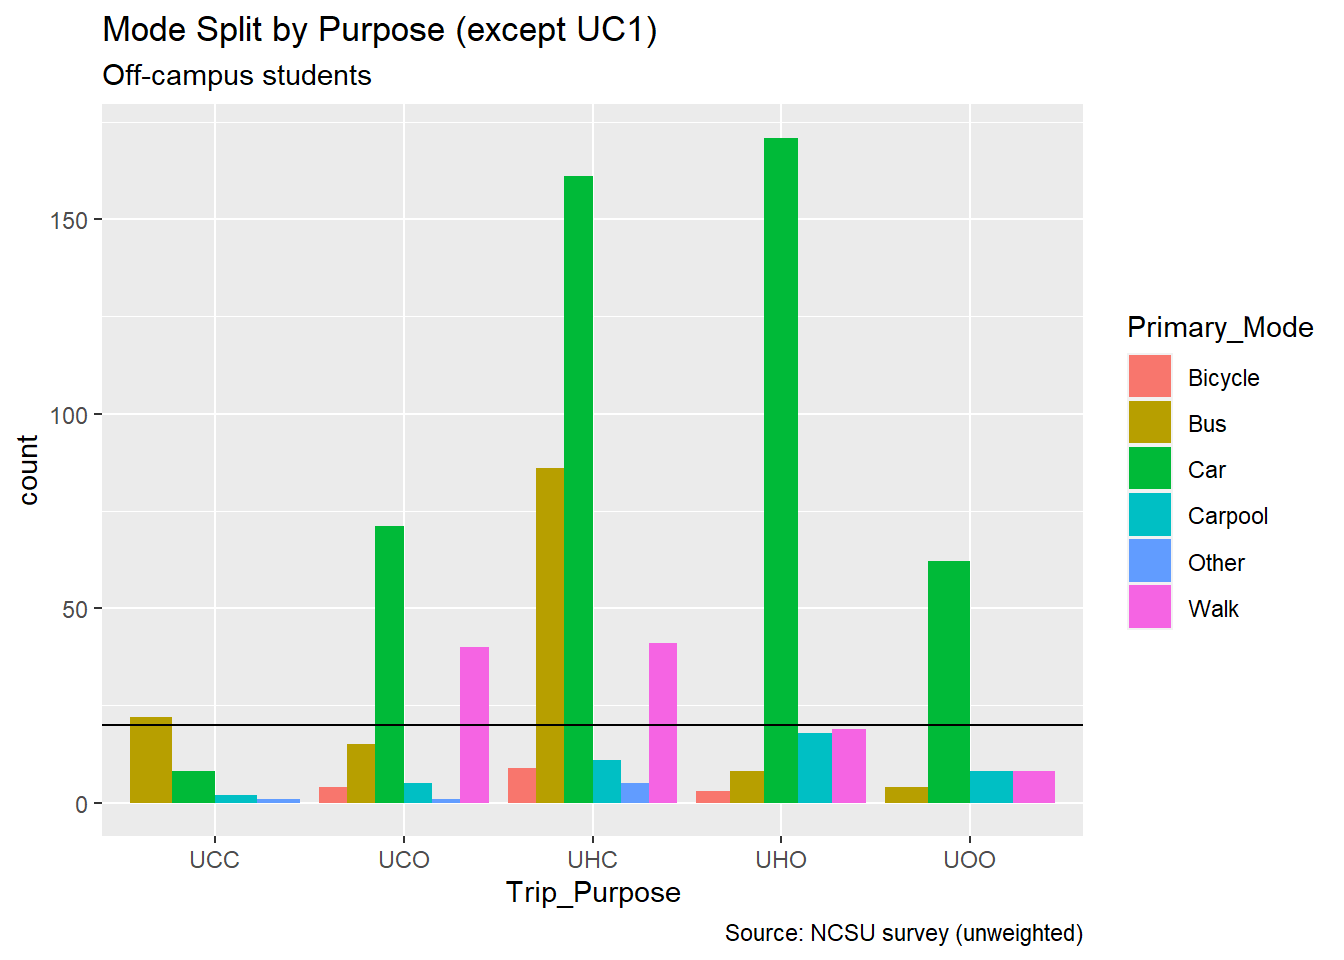 Mode Split by Purpose (except UC1)
Off-campus students
150
100
50
0
count
UCC UCO UHC UHO UOO
Trip_Purpose
Source: NCSU survey (unweighted)
Primary_Mode
Bicycle
Bus
Car
Carpool
Other
Walk